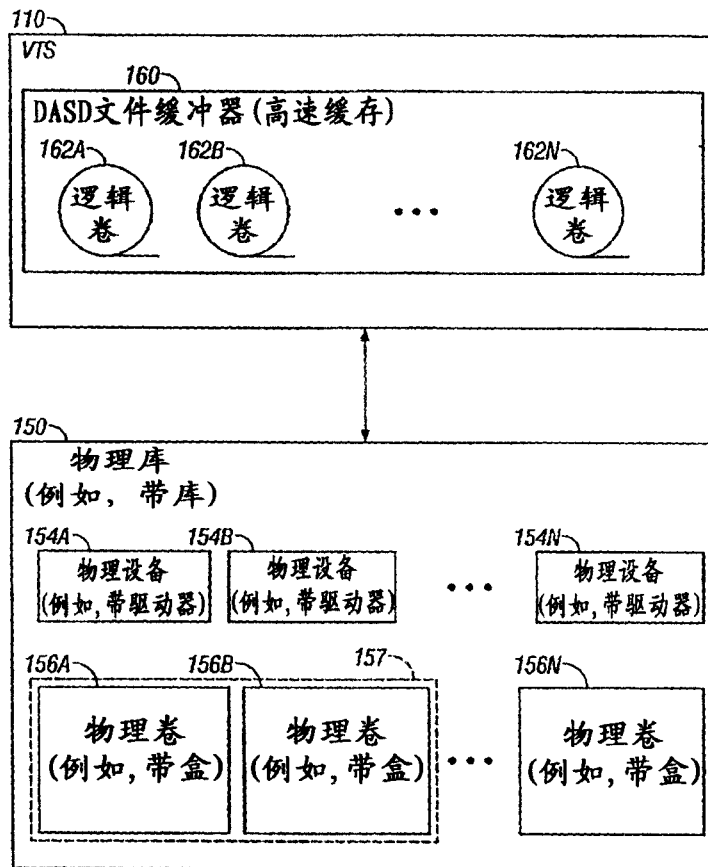 110
VTS
160
DASD文件缓冲器(高速缓存)
162A 162B 162N
逻辑卷 逻辑卷 ••• 逻辑卷
150
物理库
(例如, 带库)
154A 154B 154N
物理设备 物理设备 ••• 物理设备
(例如,带驱动器) (例如,带驱动器) (例如,带驱动器)
156A 156B 157 156N
物理卷 物理卷 ••• 物理卷
(例如,带盒) (例如,带盒) (例如,带盒)